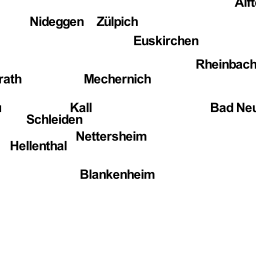 Alfte
Nideggen Zülpich
Euskirchen
Rheinbach
rath Mechernich
Kall Bad Neu
Schleiden
Nettersheim
Hellenthal
Blankenheim